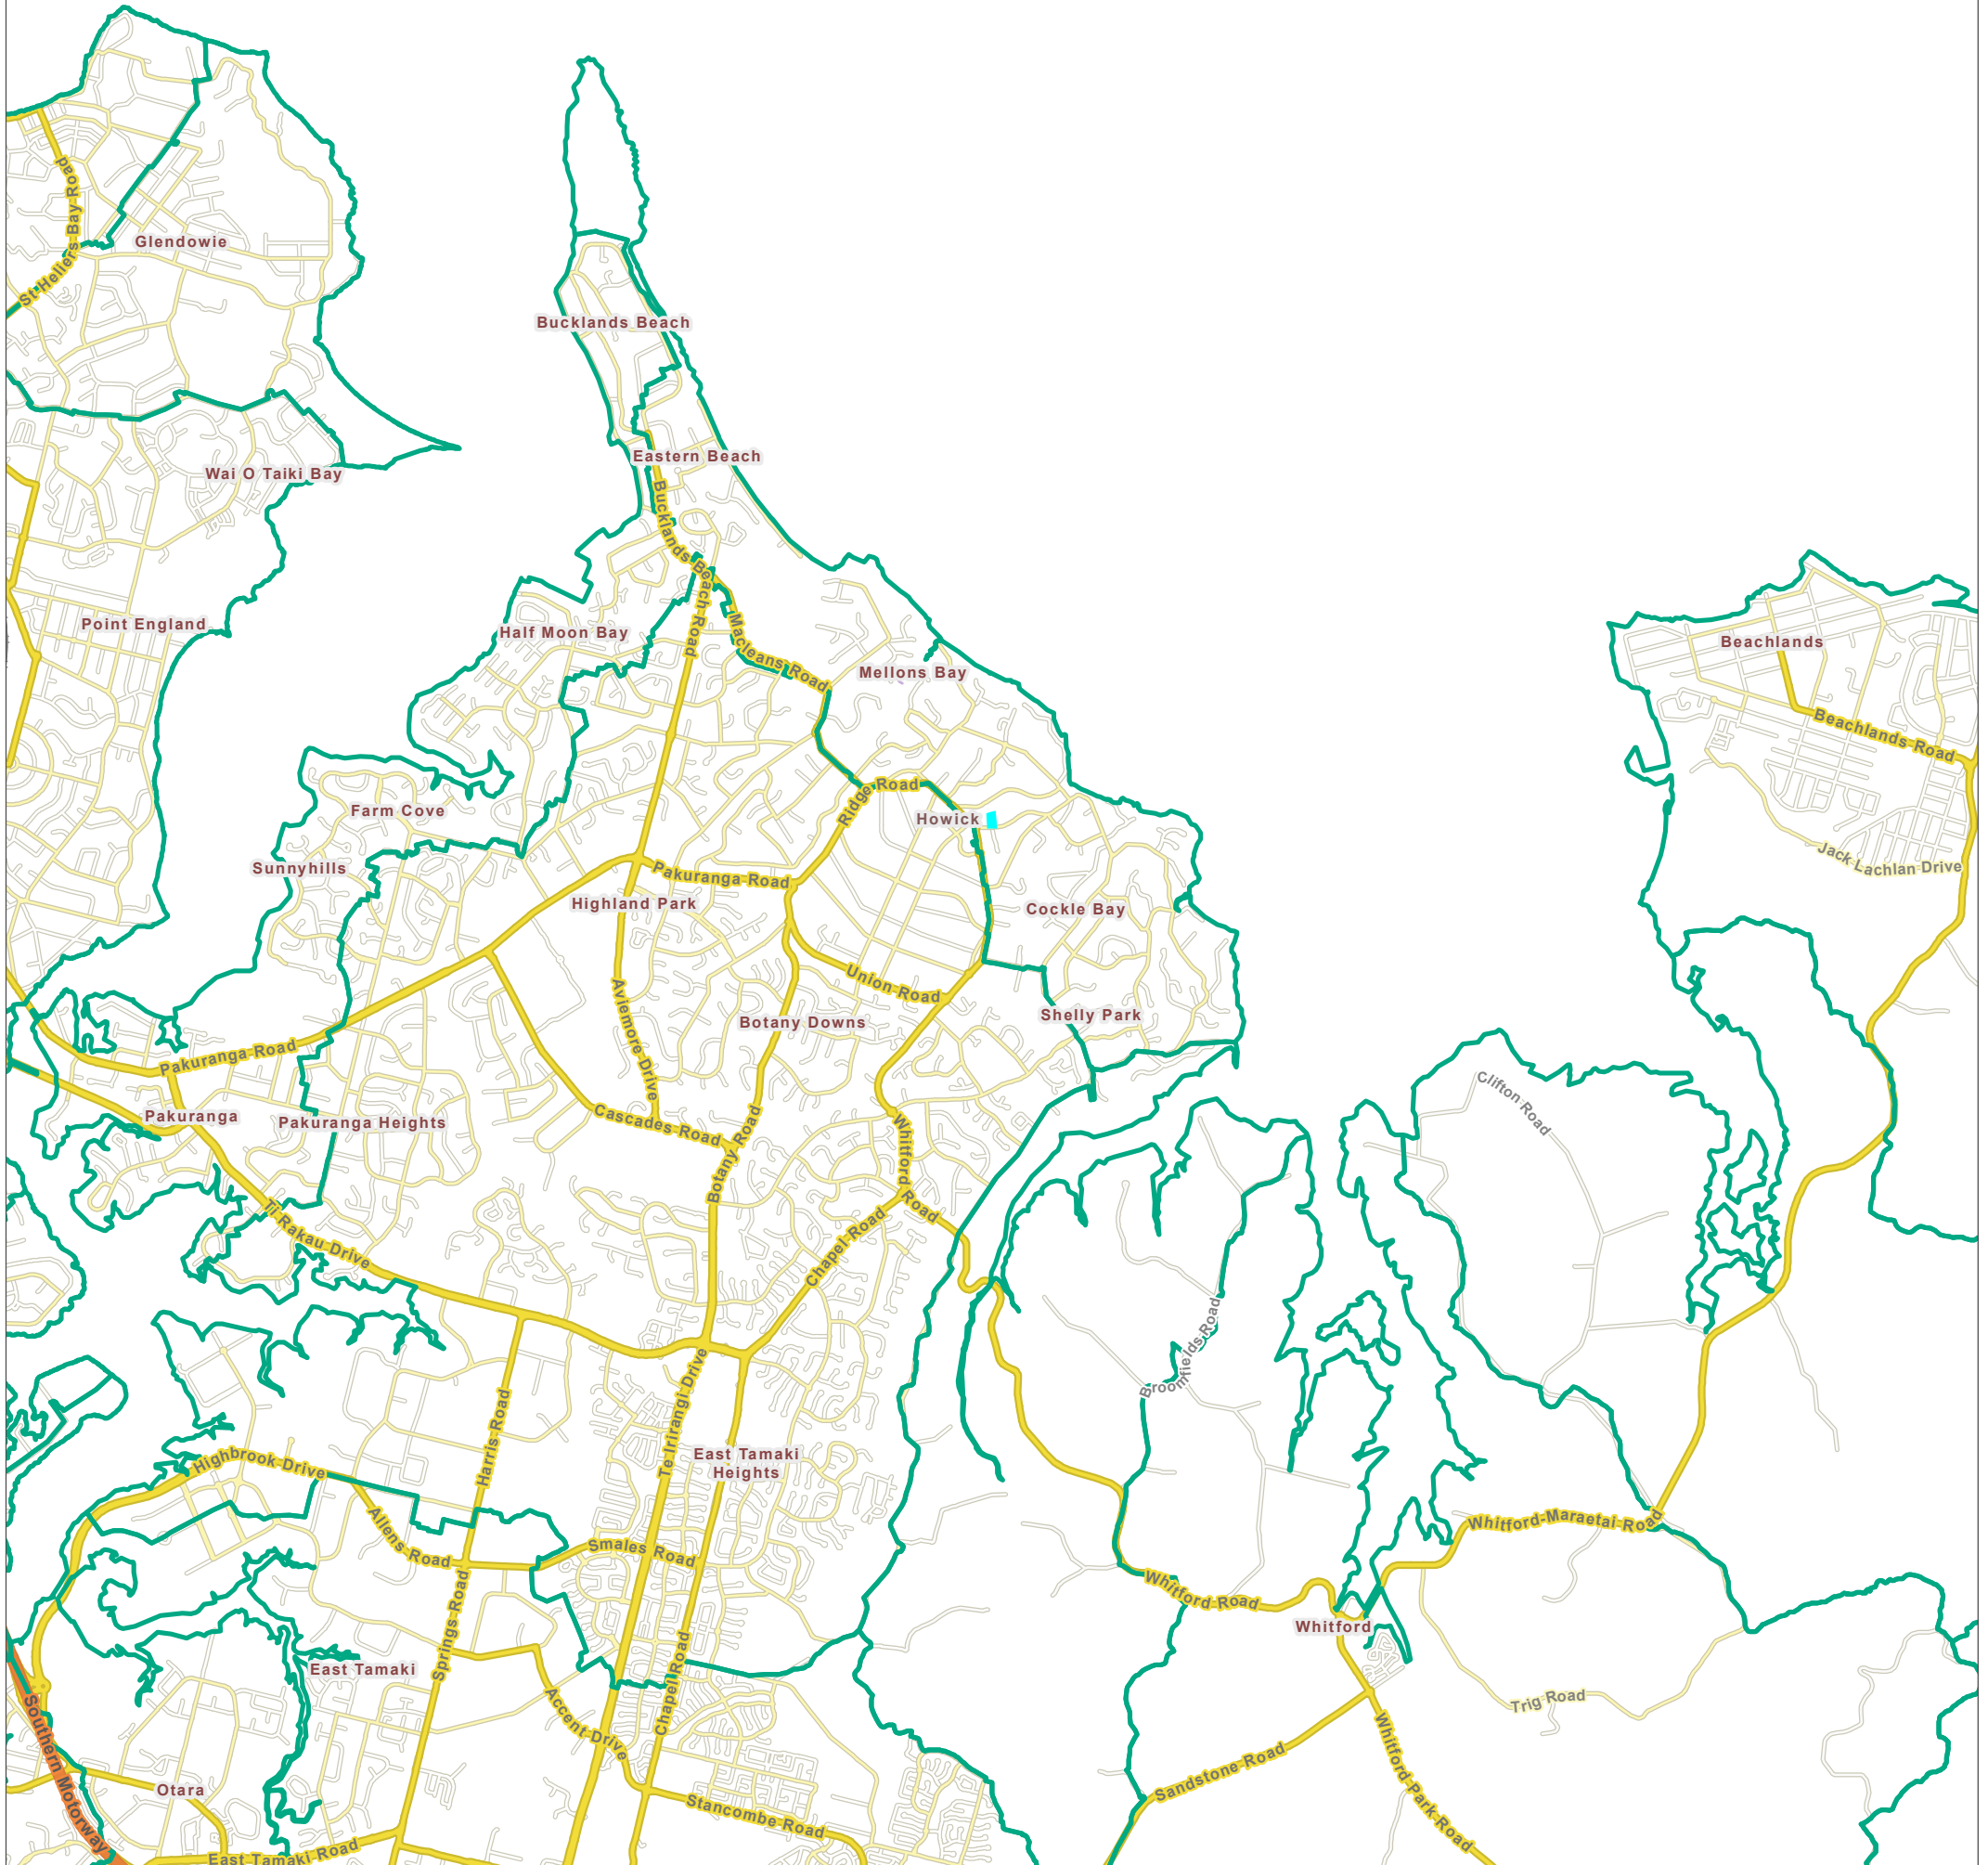 St Heliers Bay Road
Glendowie
Bucklands Beach
Eastern Beach
Wai O Taiki Bay
Bucklands Beach Road
Point England
Half Moon Bay
Macleans Road
Mellons Bay
Beachlands
Beachlands Road
Farm Cove
Ridge Road
Howick
Jack Lachlan Drive
Sunnyhills
Pakuranga Road
Highland Park
Cockle Bay
Union Road
Aviemore Drive
Botany Downs
Shelly Park
Pakuranga Road
Clifton Road
Pakuranga
Pakuranga Heights
Cascades Road
Botany Road
Whitford Road
Ti Rakau Drive
Chapel Road
Broomfields Road
Te Irirangi Drive
Harris Road
East Tamaki
Heights
Highbrook Drive
Allens Road
Smales Road
Whitford-Maraetai Road
Whitford Road
Springs Road
Whitford
East Tamaki
Chapel Road
Trig Road
Accent Drive
Southern Motorway
Otara
Sandstone Road
Whitford Park Road
Stancombe Road
East Tamaki Road